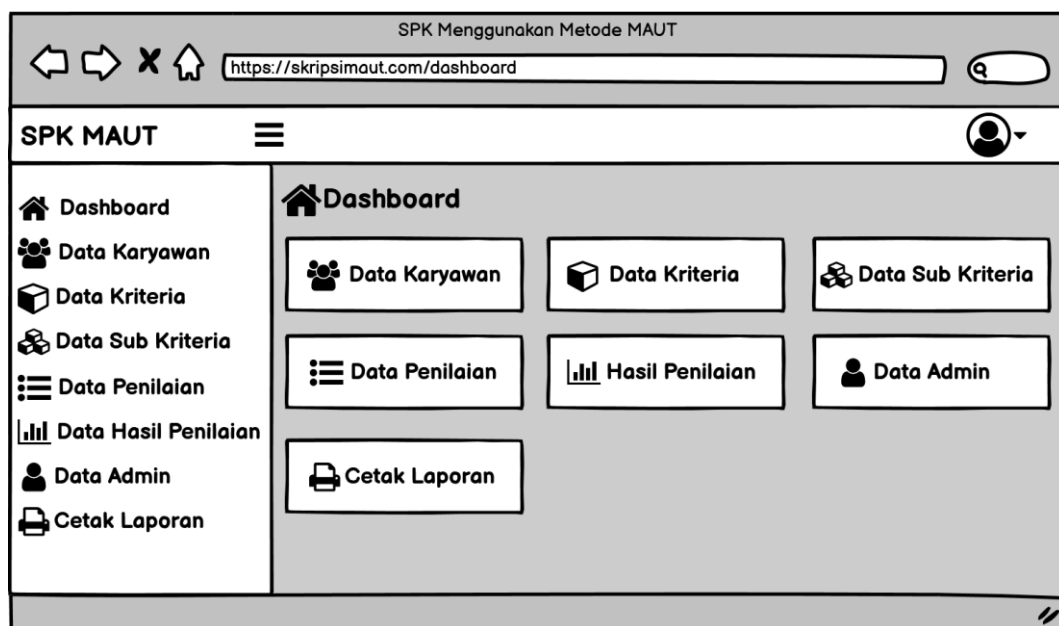 SPK Menggunakan Metode MAUT
https://skripsimaut.com/dashboard
SPK MAUT
Dashboard
Data Karyawan
Data Kriteria
Data Sub Kriteria
Data Penilaian
Data Hasil Penilaian
Data Admin
Cetak Laporan
Dashboard
Data Karyawan
Data Kriteria
Data Sub Kriteria
Data Penilaian
Hasil Penilaian
Data Admin
Cetak Laporan